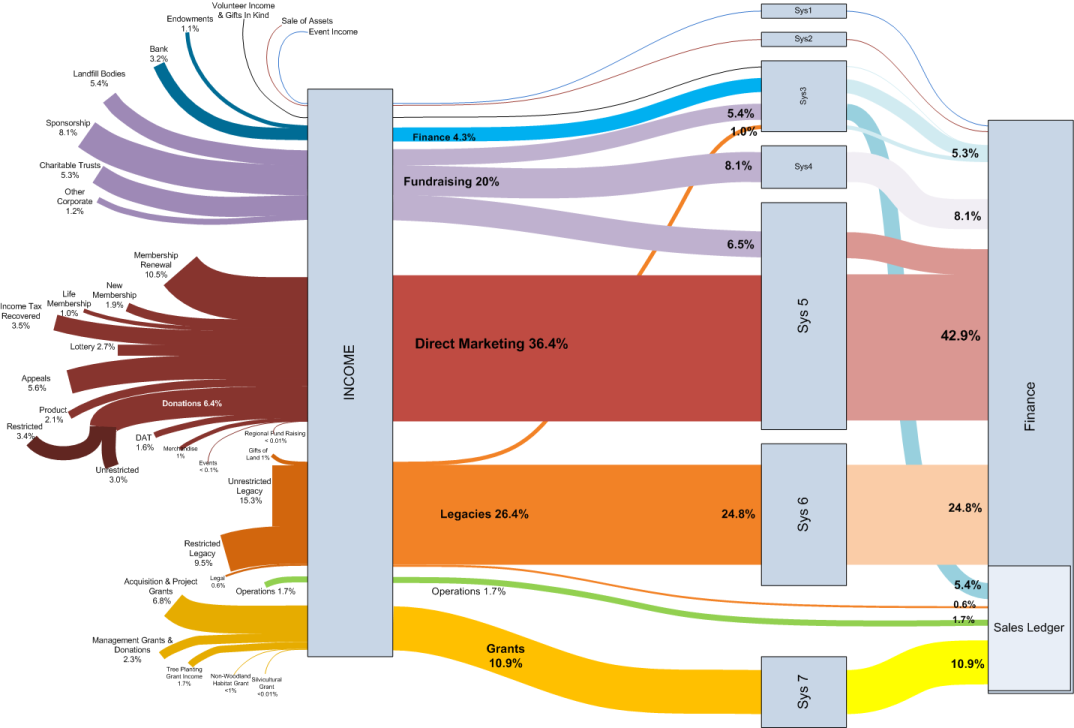 Volunteer Income
& Gifts In Kind
Endowments
1.1%
Sale of Assets
Event Income
Bank
3.2%
Landfill Bodies
5.4%
Sponsorship
8.1%
Charitable Trusts
5.3%
Other
Corporate
1.2%
Membership
Renewal
10.5%
New
Membership
1.9%
Life
Membership
1.0%
Income Tax
Recovered
3.5%
Lottery 2.7%
Appeals
5.6%
Product
2.1%
Donations 6.4%
Restricted
3.4%
Unrestricted
3.0%
DAT
1.6%
Merchandise
1%
Events
< 0.1%
Regional Fund Raising
< 0.01%
Gifts of
Land 1%
Unrestricted
Legacy
15.3%
Restricted
Legacy
9.5%
Legal
0.6%
Operations 1.7%
Acquisition & Project
Grants
6.8%
Management Grants &
Donations
2.3%
Tree Planting
Grant Income
1.7%
Non-Woodland
Habitat Grant
<1%
Silvicultural
Grant
<0.01%
INCOME
Finance 4.3%
Fundraising 20%
Direct Marketing 36.4%
Legacies 26.4%
Operations 1.7%
Grants
10.9%
5.4%
1.0%
8.1%
6.5%
24.8%
Sys1
Sys2
Sys3
Sys4
Sys 5
Sys 6
Sys 7
5.3%
8.1%
42.9%
24.8%
5.4%
0.6%
1.7%
10.9%
Finance
Sales Ledger